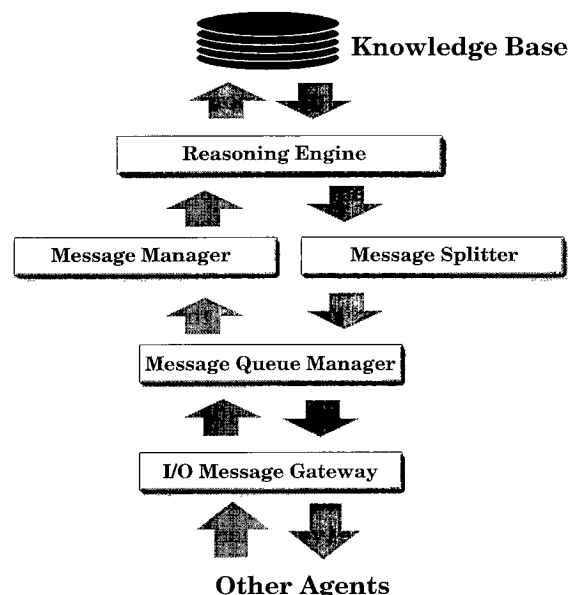 Knowledge Base
Reasoning Engine
Message Manager
Message Splitter
Message Queue Manager
I/O Message Gateway
Other Agents